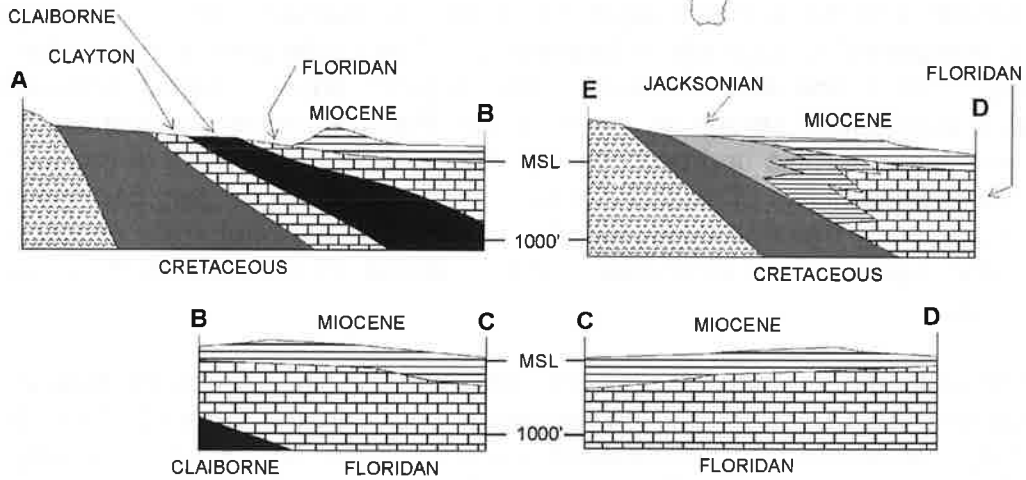 CLAIBORNE
CLAYTON
A
FLORIDAN
MIOCENE
B
MSL
1000'
CRETACEOUS
E
JACKSONIAN
FLORIDAN
D
MIOCENE
CRETACEOUS
B
MIOCENE
C
MSL
1000'
CLAIBORNE
FLORIDAN
C
MIOCENE
D
FLORIDAN